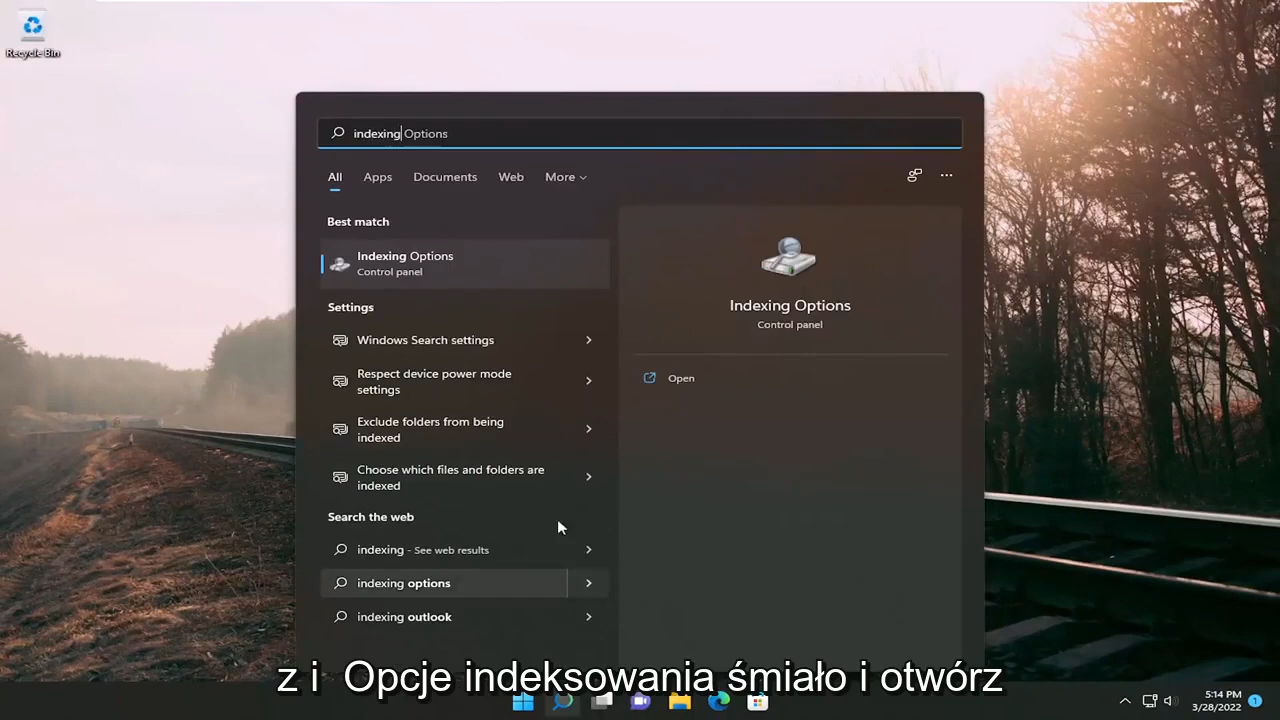 Recycle Bin
indexing Options
All Apps Documents Web More
Best match
Indexing Options
Control panel
Settings
Windows Search settings
Respect device power mode
settings
Exclude folders from being
indexed
Choose which files and folders are
indexed
Search the web
indexing - See web results
indexing options
indexing outlook
Indexing Options
Control panel
Open
z i Opcje indeksowania śmiało i otwórz
5:14 PM
3/28/2022
1